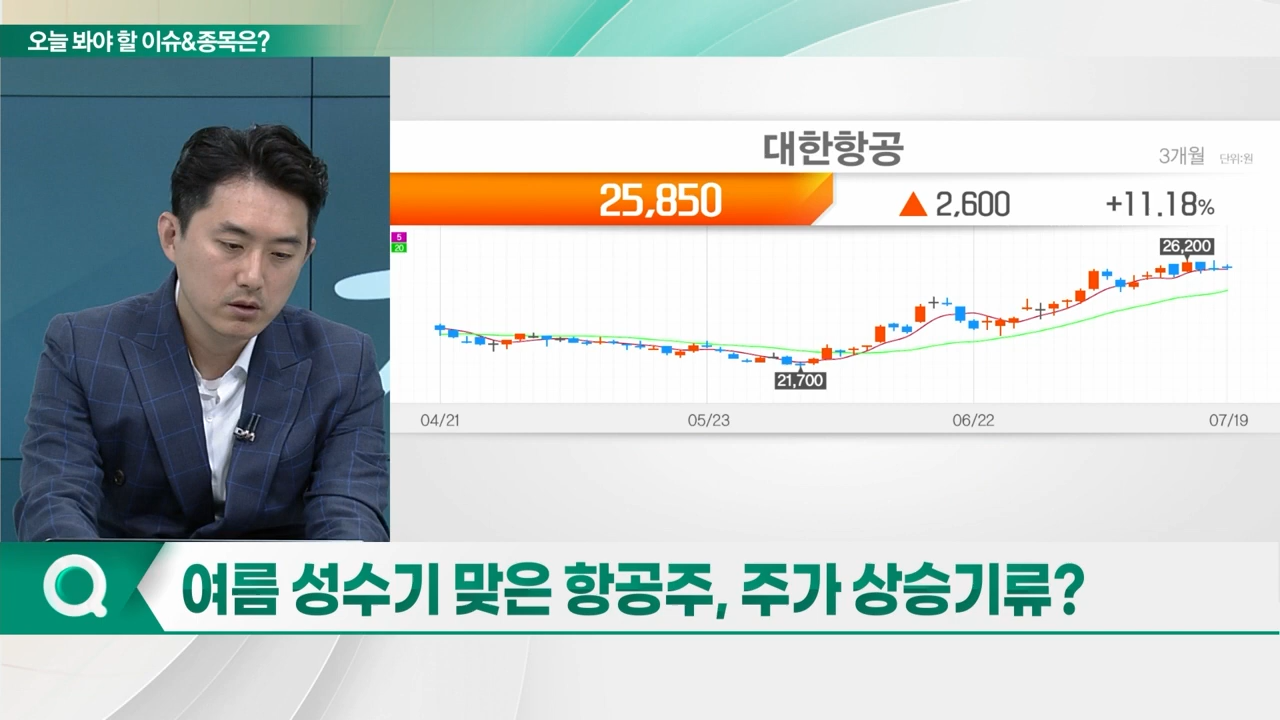 오늘 봐야 할 이슈&종목은?
대한항공
3개월 단위:원
25,850 ▲ 2,600 +11.18%
5
20
26,200
21,700
04/21 05/23 06/22 07/19
여름 성수기 맞은 항공주, 주가 상승기류?